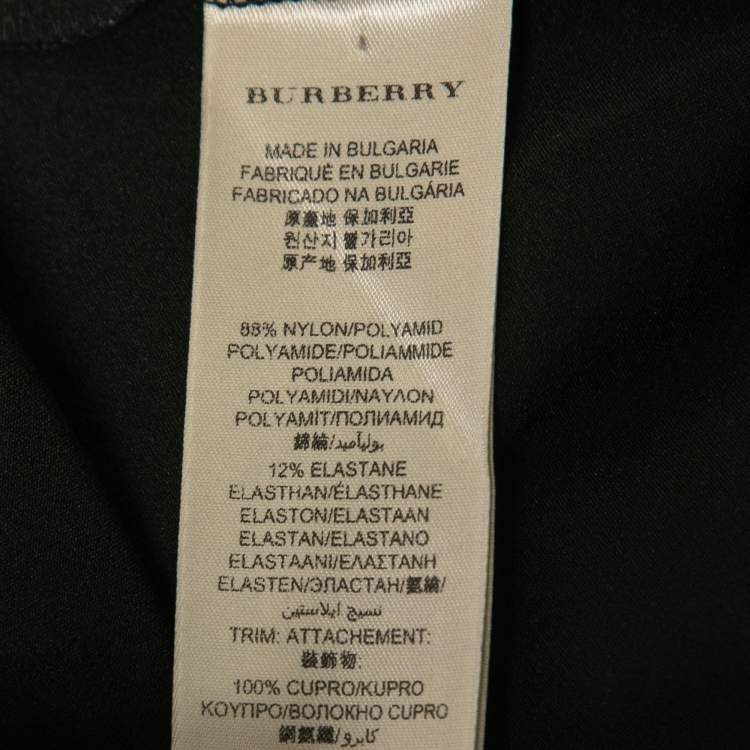 BURBERRY
MADE IN BULGARIA
FABRIQUÉ EN BULGARIE
FABRICADO NA BULGÁRIA
原產地 保加利亞
원산지 불가리아
原产地 保加利亞
88% NYLON/POLYAMID
POLYAMIDE/POLIAMMIDE
POLIAMIDA
POLYAMIDI/ΝΑΥΛΟΝ
POLYAMİT/ПОЛИАМИД
錦綸/بولياميد
12% ELASTANE
ELASTHAN/ÉLASTHANE
ELASTON/ELASTAAN
ELASTAN/ELASTANO
ELASTAANI/ΕΛΑΣΤΑΝΗ
ELASTEN/ЭЛАСТАН/氨綸/
نسيج ايلاستين
TRIM: ATTACHEMENT:
裝飾物:
100% CUPRO/KUPRO
ΚΟΥΠΡΟ/ВОЛОКНО CUPRO
銅氨纖/كابرو